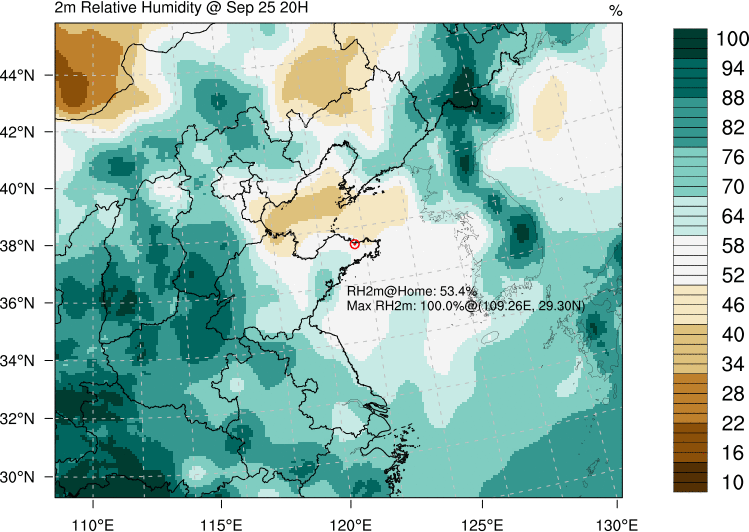 2m Relative Humidity @ Sep 25 20H
%
44°N
42°N
40°N
38°N
36°N
34°N
32°N
30°N
110°E
115°E
120°E
125°E
130°E
RH2m@Home: 53.4%
Max RH2m: 100.0%@(109.26E, 29.30N)
100
94
88
82
76
70
64
58
52
46
40
34
28
22
16
10